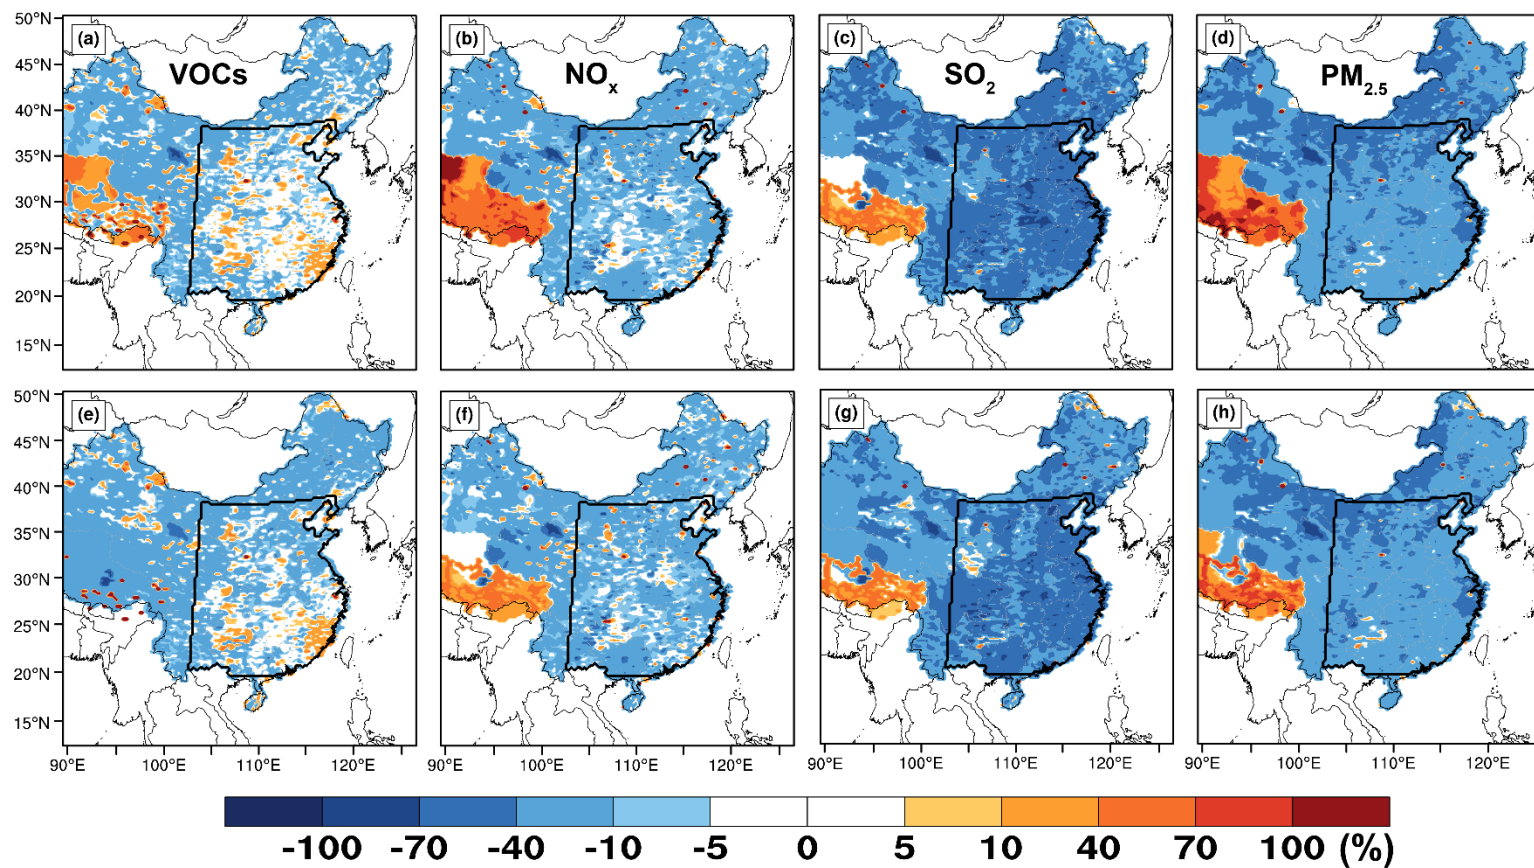 (a) VOCs (b) NOx (c) SO2 (d) PM2.5
50°N
45°N
40°N
35°N
30°N
25°N
20°N
15°N
(e) (f) (g) (h)
50°N
45°N
40°N
35°N
30°N
25°N
20°N
15°N
90°E 100°E 110°E 120°E 90°E 100°E 110°E 120°E 90°E 100°E 110°E 120°E 90°E 100°E 110°E 120°E
-100 -70 -40 -10 -5 0 5 10 40 70 100 (%)